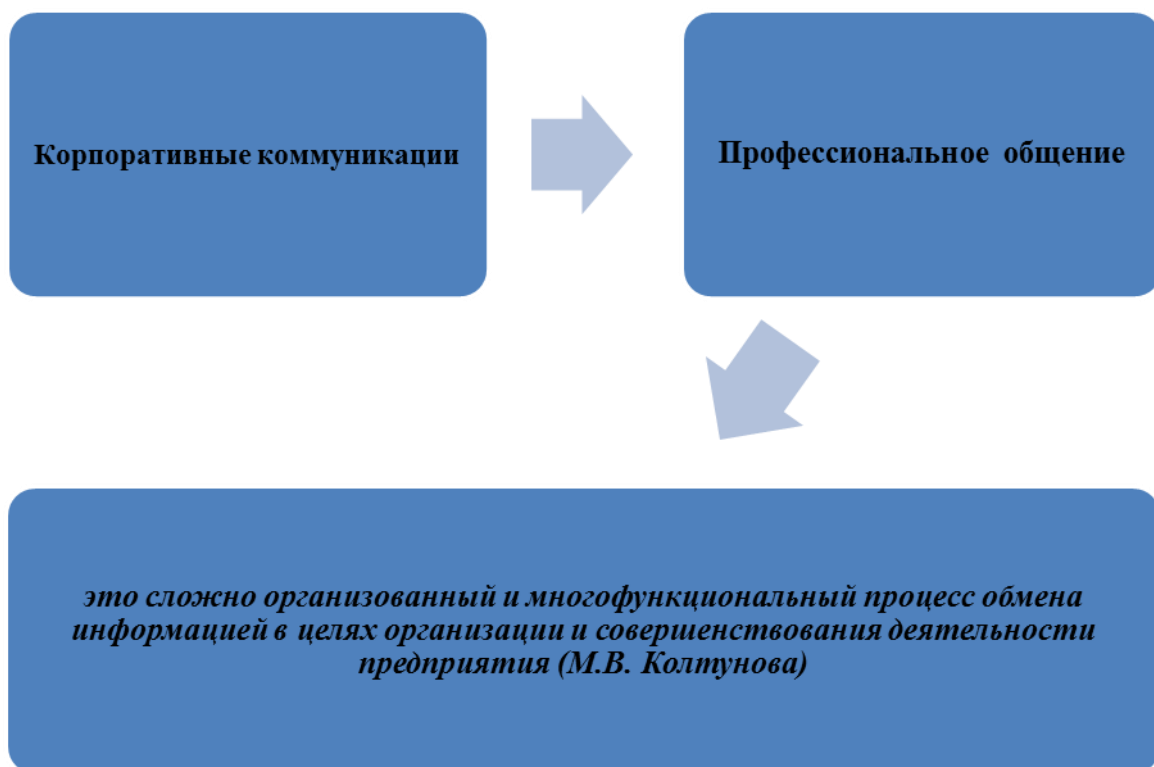 Корпоративные коммуникации
Профессиональное общение
это сложно организованный и многофункциональный процесс обмена
информацией в целях организации и совершенствования деятельности
предприятия (М.В. Колтунова)